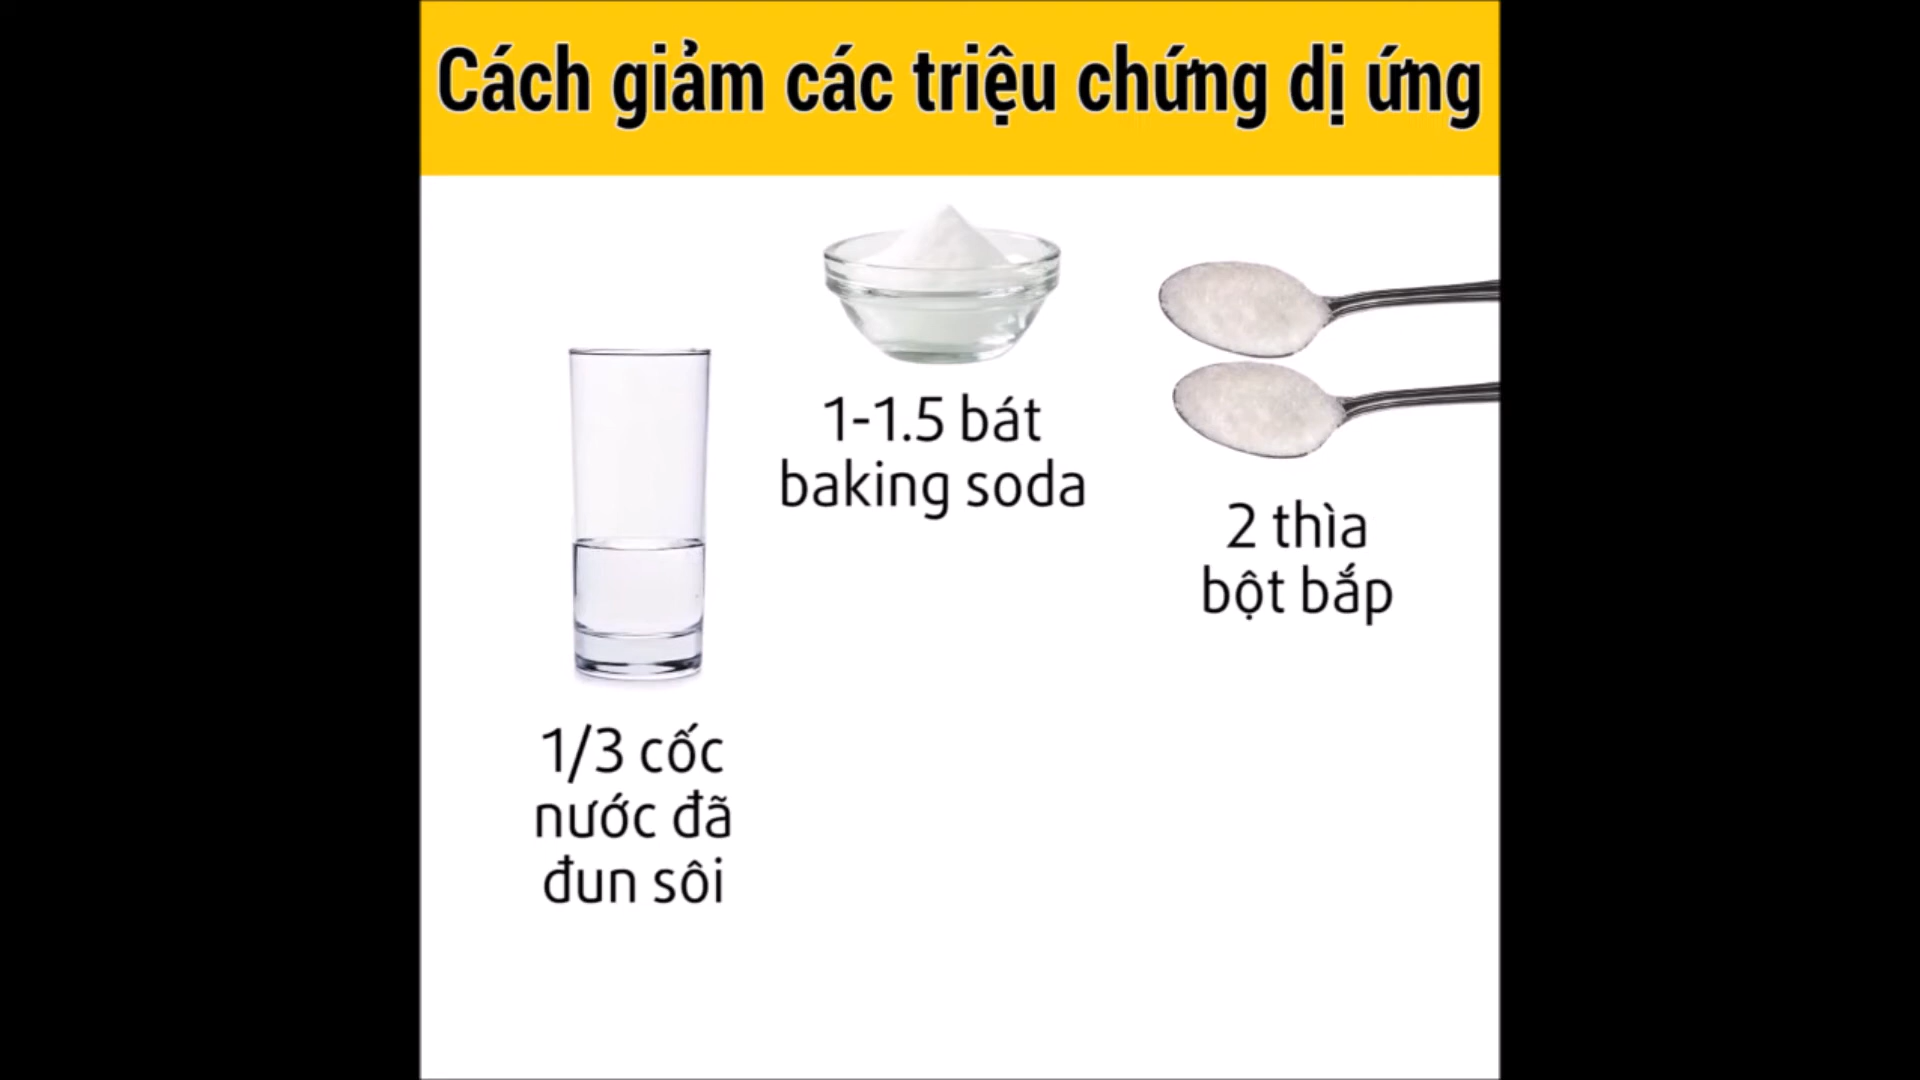 Cách giảm các triệu chứng dị ứng
1-1.5 bát
baking soda
2 thìa
bột bắp
1/3 cốc
nước đã
đun sôi